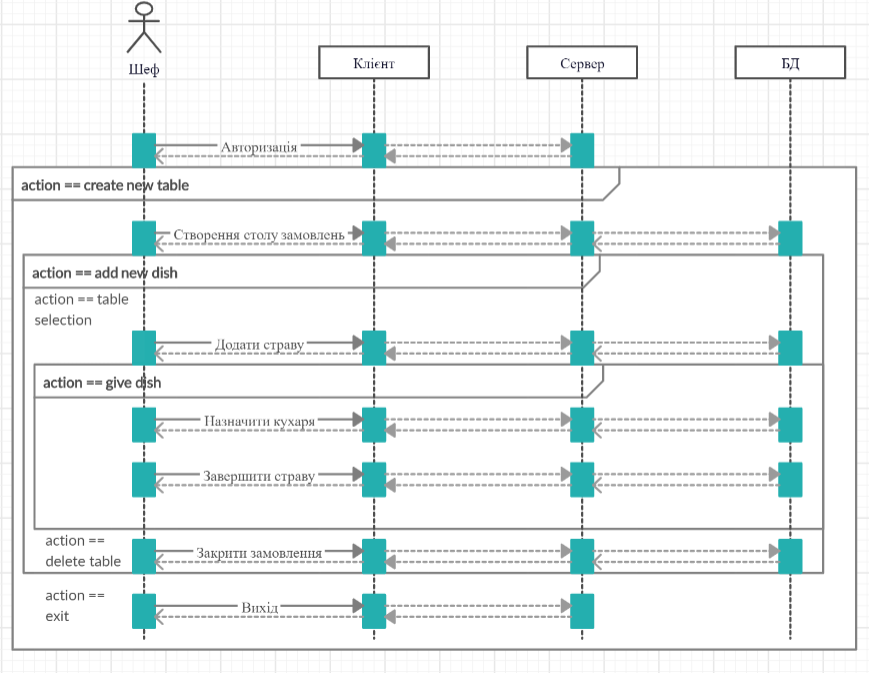 Шеф
Клієнт
Сервер
БД
Авторизація
action == create new table
Створення столу замовлень
action == add new dish
action == table
selection
Додати страву
action == give dish
Назначити кухаря
Завершити страву
action ==
delete table
Закрити замовлення
action ==
exit
Вихід